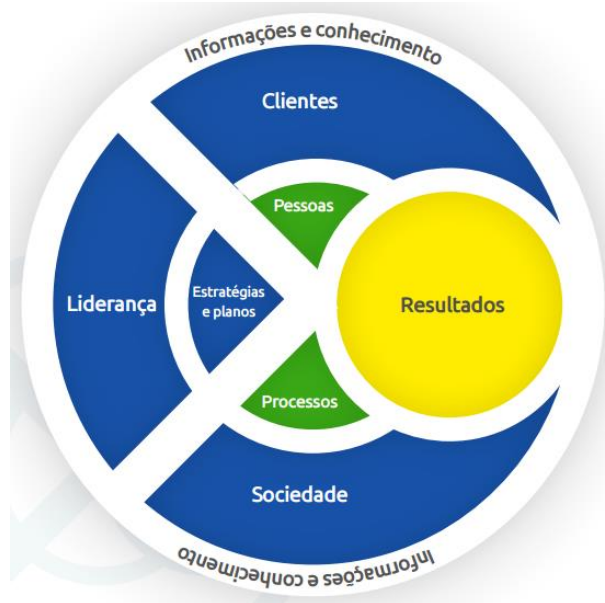 Informações e conhecimento
Clientes
Pessoas
Liderança
Estratégias
e planos
Resultados
Processos
Sociedade
Informações e conhecimento